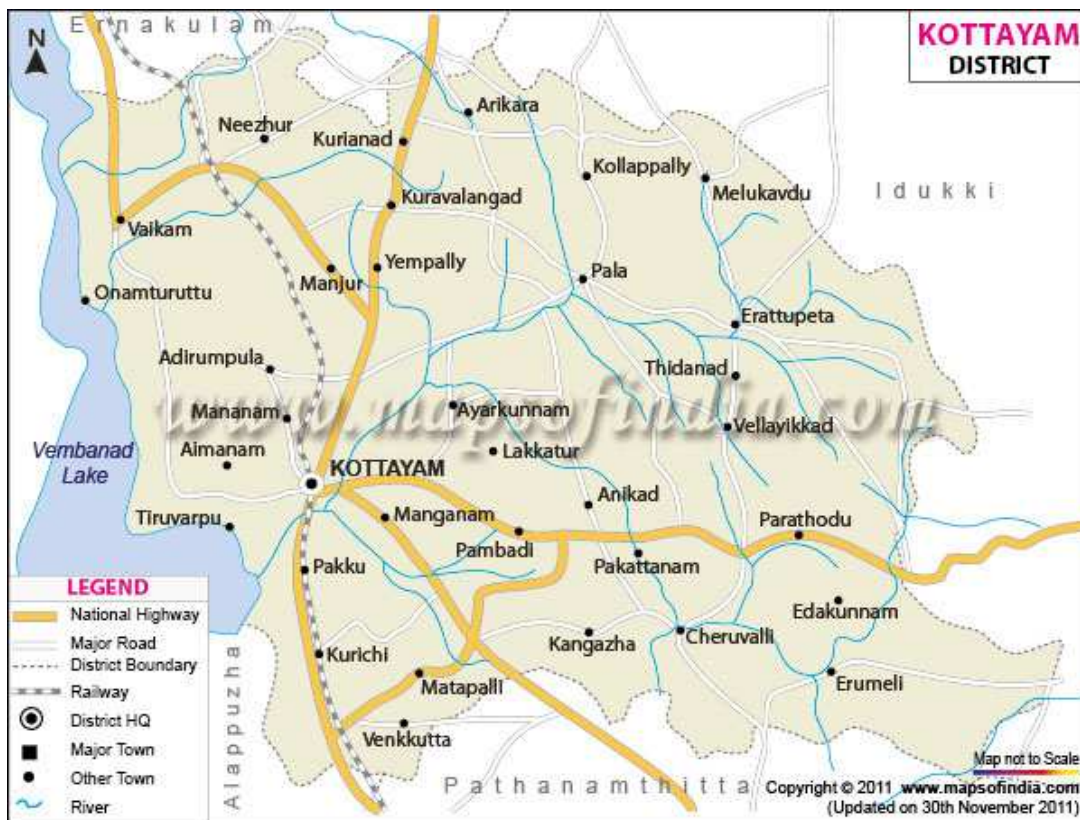 Ernakulam
N
KOTTAYAM
DISTRICT
Arikara
Neezhur
Kurianad
Kollappally
Melukavdu
Idukki
Kuravalangad
Vaikam
Yempally
Pala
Manjur
Onamturuttu
Erattupeta
Adirumpula
Thidanad
www.mapsofindia.com
Mananam
Ayarkunnam
Vellayikkad
Vembanad
Lake
Aimanam
Lakkatur
KOTTAYAM
Anikad
Tiruvarpu
Manganam
Parathodu
Pambadi
Pakattanam
Pakku
Edakunnam
Kangazha
Cheruvalli
Kurichi
Matapalli
Erumeli
Venkkutta
Alappuzha
Pathanamthitta
LEGEND
National Highway
Major Road
District Boundary
Railway
District HQ
Major Town
Other Town
River
Map not to Scale
Copyright © 2011 www.mapsofindia.com
(Updated on 30th November 2011)